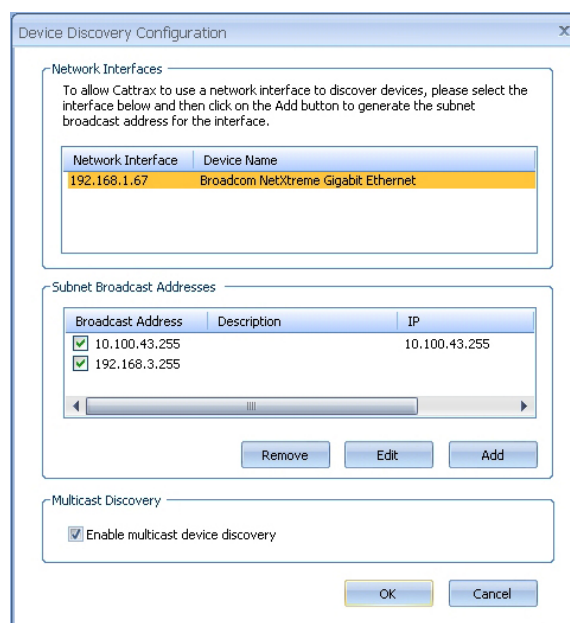 Device Discovery Configuration
Network Interfaces
To allow Cattrax to use a network interface to discover devices, please select the
interface below and then click on the Add button to generate the subnet
broadcast address for the interface.
Network Interface Device Name
192.168.1.67 Broadcom NetXtreme Gigabit Ethernet
Subnet Broadcast Addresses
Broadcast Address Description IP
10.100.43.255 10.100.43.255
192.168.3.255
Remove Edit Add
Multicast Discovery
Enable multicast device discovery
OK Cancel